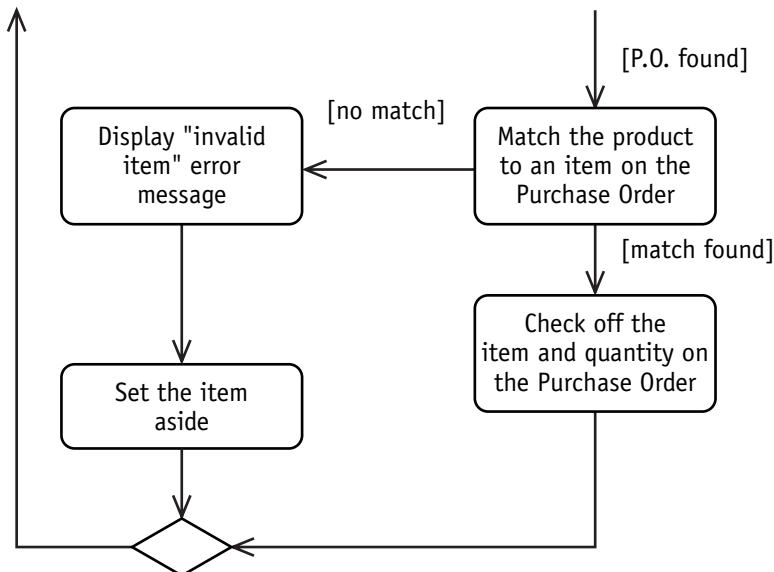 [P.O. found]
[no match]
Display "invalid
item" error
message
Match the product
to an item on the
Purchase Order
[match found]
Check off the
item and quantity on
the Purchase Order
Set the item
aside